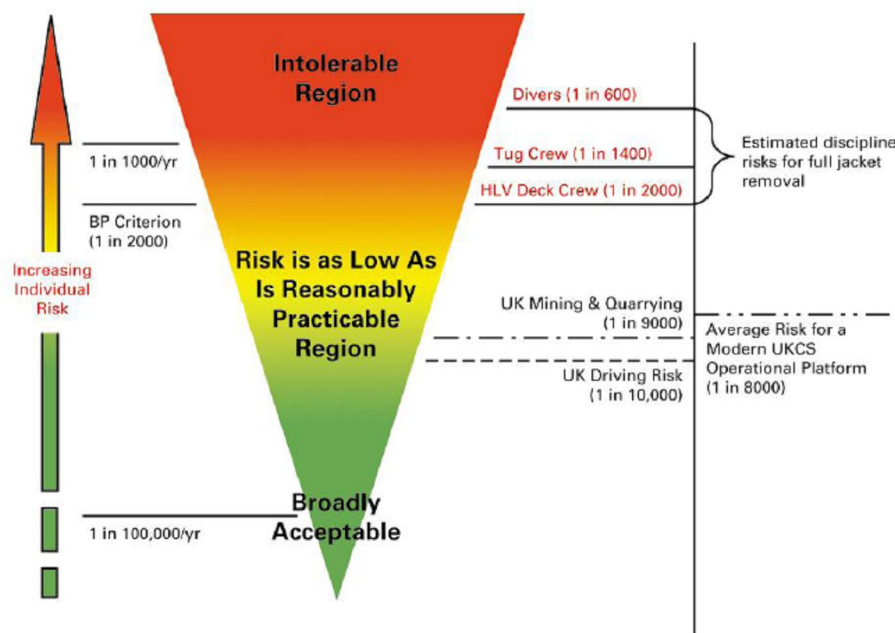 Intolerable
Region
Divers (1 in 600)
1 in 1000/yr
Tug Crew (1 in 1400)
Estimated discipline
risks for full jacket
removal
HLV Deck Crew (1 in 2000)
BP Criterion
(1 in 2000)
Increasing
Individual
Risk
Risk is as Low As
Is Reasonably
Practicable
Region
UK Mining & Quarrying
(1 in 9000)
Average Risk for a
Modern UKCS
Operational Platform
(1 in 8000)
UK Driving Risk
(1 in 10,000)
Broadly
Acceptable
1 in 100,000/yr